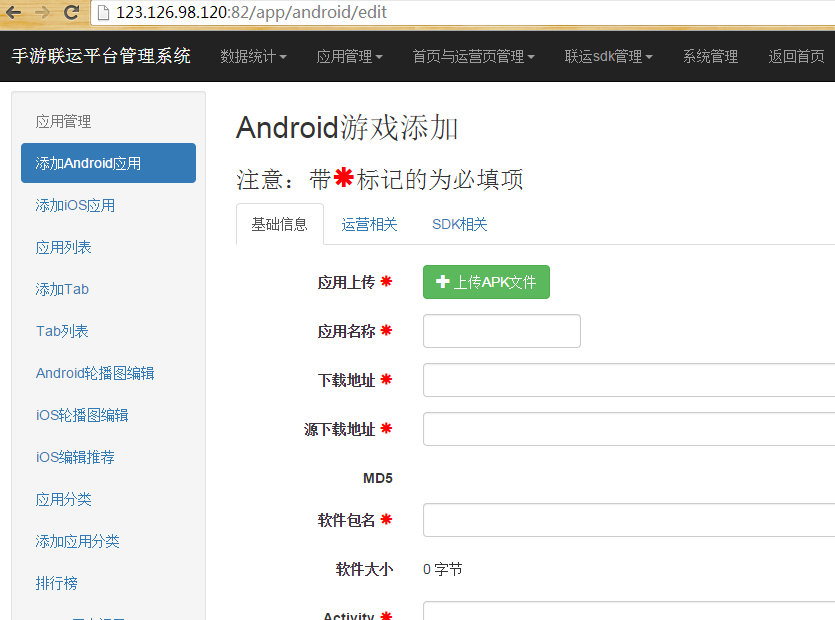 123.126.98.120:82/app/android/edit
手游联运平台管理系统 数据统计 应用管理 首页与运营页管理 联运sdk管理 系统管理 返回首页
应用管理
添加Android应用
添加iOS应用
应用列表
添加Tab
Tab列表
Android轮播图编辑
iOS轮播图编辑
iOS编辑推荐
应用分类
添加应用分类
排行榜
Android游戏添加
注意：带✱标记的为必填项
基础信息 运营相关 SDK相关
应用上传 ✱ ✚ 上传APK文件
应用名称 ✱
下载地址 ✱
源下载地址 ✱
MD5
软件包名 ✱
软件大小 0 字节
Activity ✱